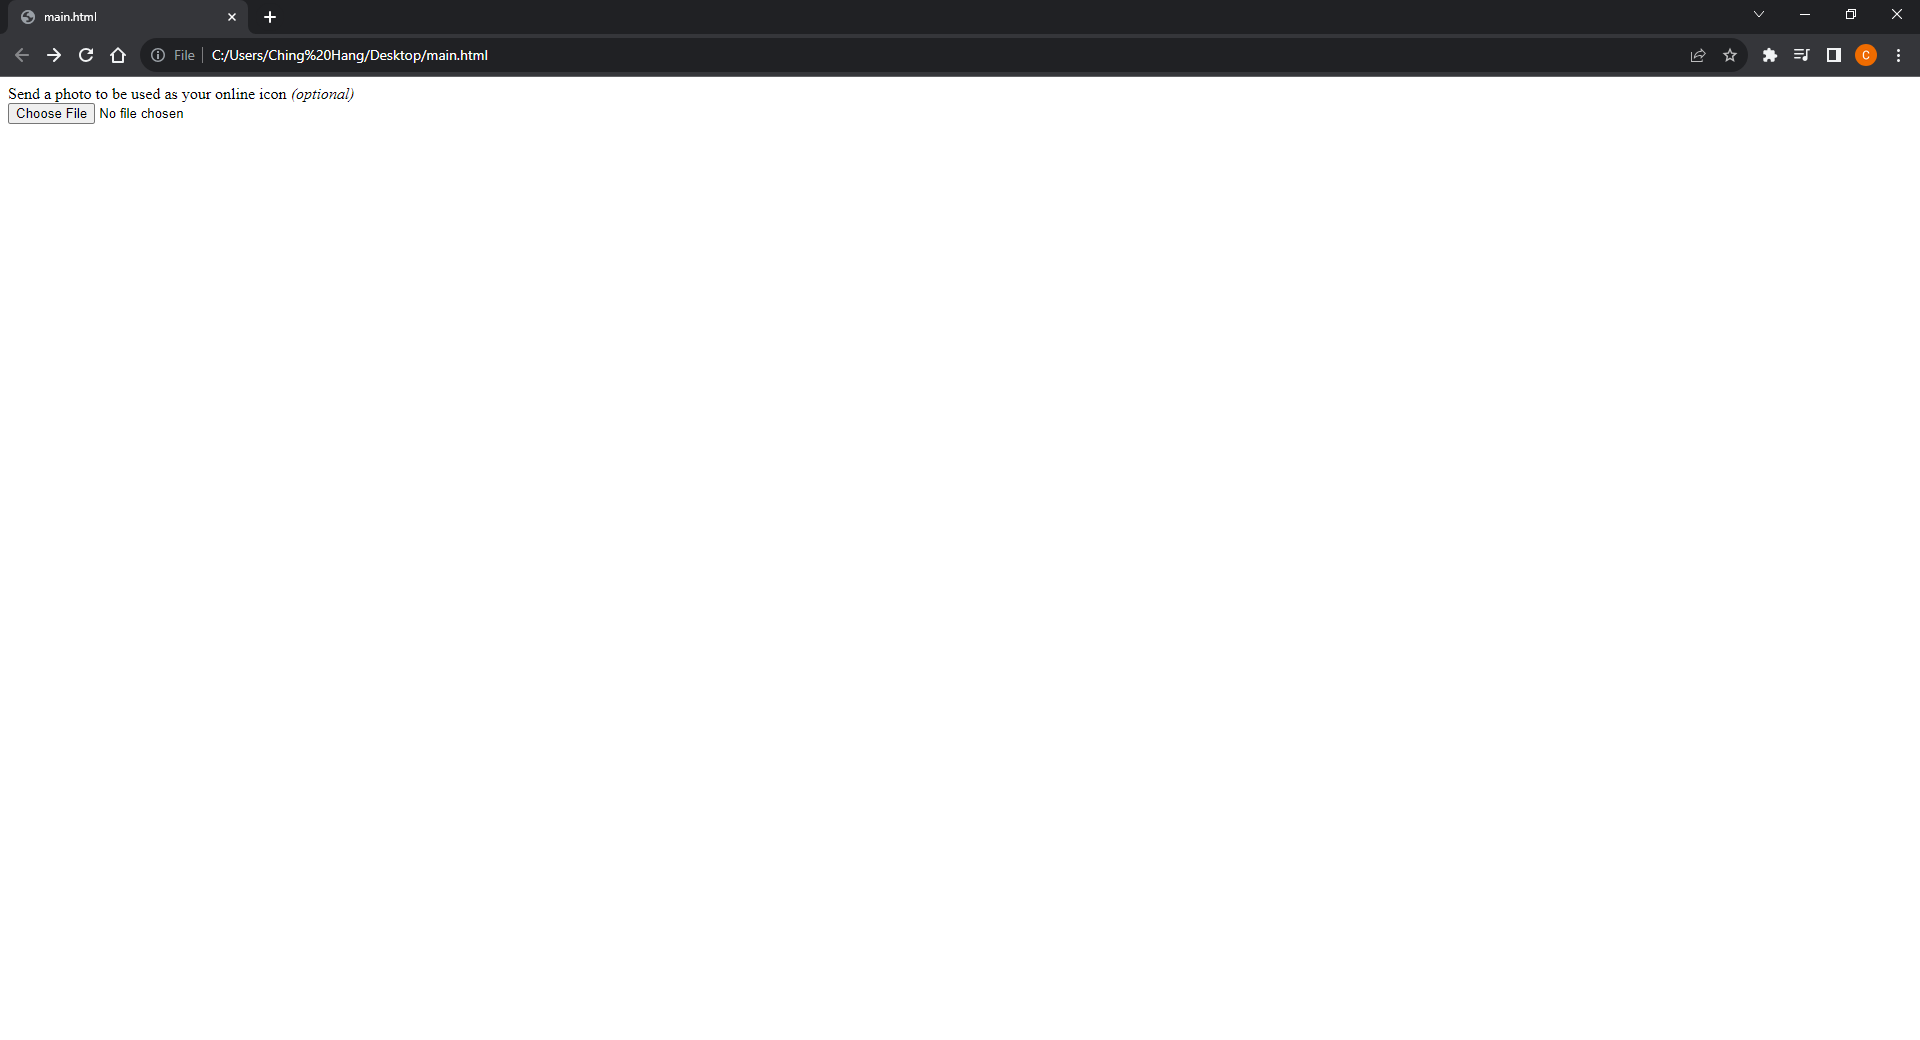 main.html
File C:/Users/Ching%20Hang/Desktop/main.html
C
Send a photo to be used as your online icon (optional)
Choose File No file chosen